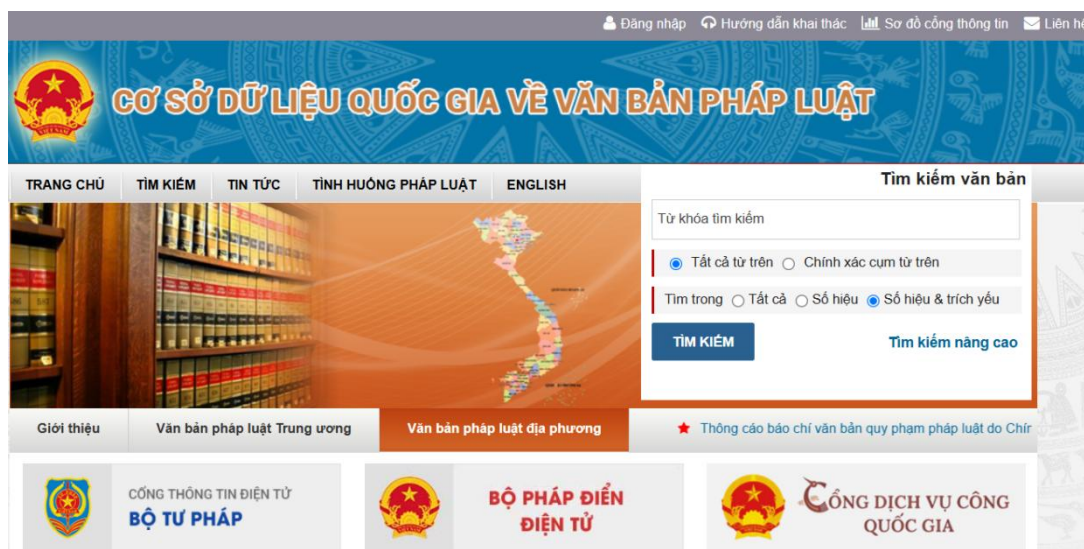 Đăng nhập Hướng dẫn khai thác Sơ đồ cổng thông tin Liên hệ
CƠ SỞ DỮ LIỆU QUỐC GIA VỀ VĂN BẢN PHÁP LUẬT
TRANG CHỦ TÌM KIẾM TIN TỨC TÌNH HUỐNG PHÁP LUẬT ENGLISH
Tìm kiếm văn bản
Từ khóa tìm kiếm
Tất cả từ trên Chính xác cụm từ trên
Tìm trong Tất cả Số hiệu Số hiệu & trích yếu
TÌM KIẾM Tìm kiếm nâng cao
Giới thiệu Văn bản pháp luật Trung ương Văn bản pháp luật địa phương Thông cáo báo chí văn bản quy phạm pháp luật do Chín
CỔNG THÔNG TIN ĐIỆN TỬ
BỘ TƯ PHÁP
BỘ PHÁP ĐIỂN
ĐIỆN TỬ
CỔNG DỊCH VỤ CÔNG
QUỐC GIA